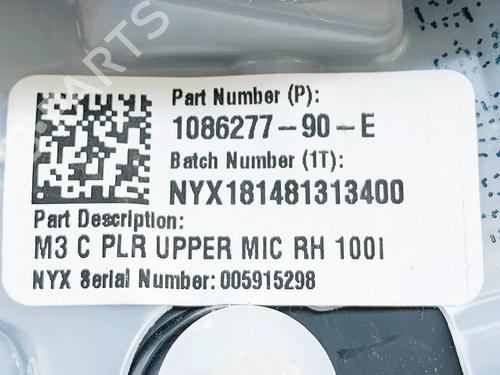 Part Number (P):
1086277-90-E
Batch Number (1T):
NYX181481313400
Part Description:
M3 C PLR UPPER MIC RH 100I
NYX Serial Number: 005915298